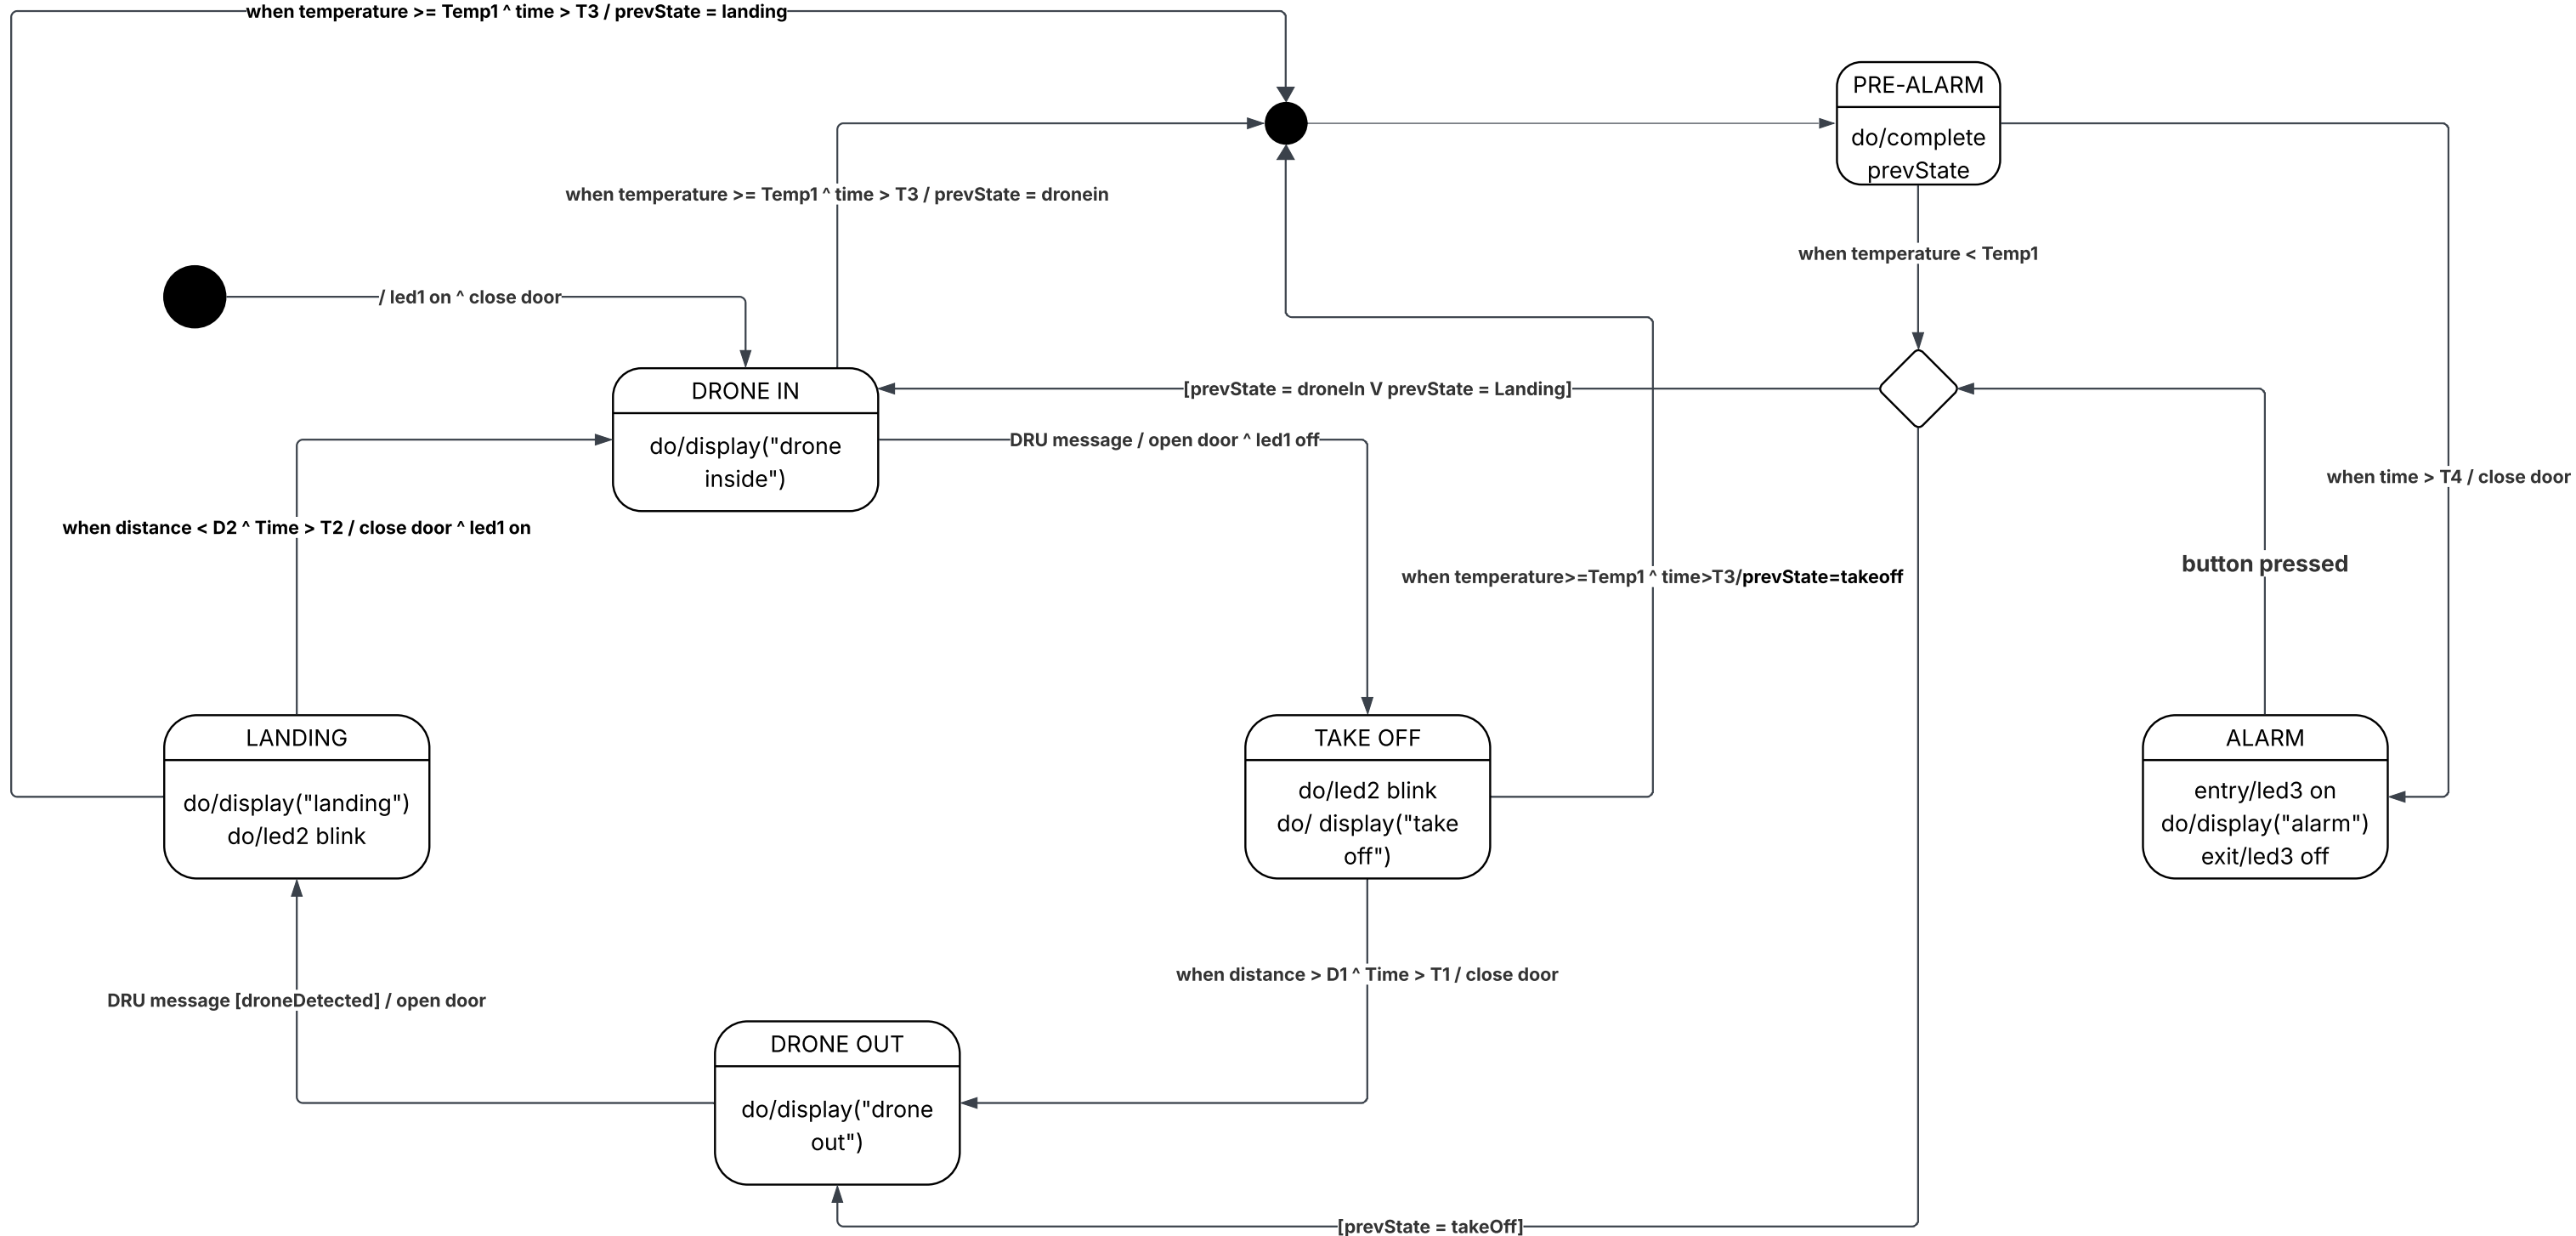 when temperature >= Temp1 ^ time > T3 / prevState = landing
PRE-ALARM
do/complete
prevState
when temperature >= Temp1 ^ time > T3 / prevState = dronein
when temperature < Temp1
/ led1 on ^ close door
DRONE IN
do/display("drone
inside")
[prevState = droneIn V prevState = Landing]
DRU message / open door ^ led1 off
when time > T4 / close door
when distance < D2 ^ Time > T2 / close door ^ led1 on
button pressed
when temperature>=Temp1 ^ time>T3/prevState=takeoff
LANDING
do/display("landing")
do/led2 blink
TAKE OFF
do/led2 blink
do/ display("take
off")
ALARM
entry/led3 on
do/display("alarm")
exit/led3 off
when distance > D1 ^ Time > T1 / close door
DRU message [droneDetected] / open door
DRONE OUT
do/display("drone
out")
[prevState = takeOff]